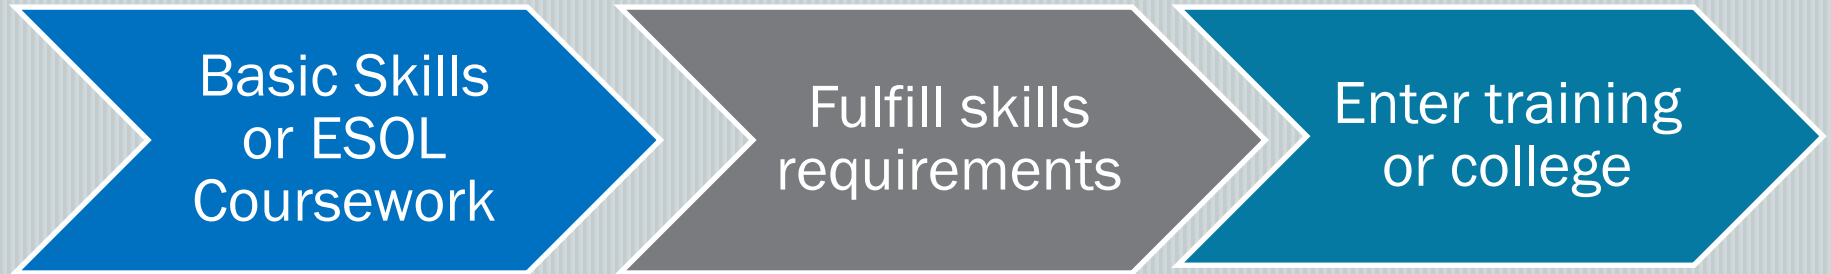 Basic Skills
or ESOL
Coursework
Fulfill skills
requirements
Enter training
or college